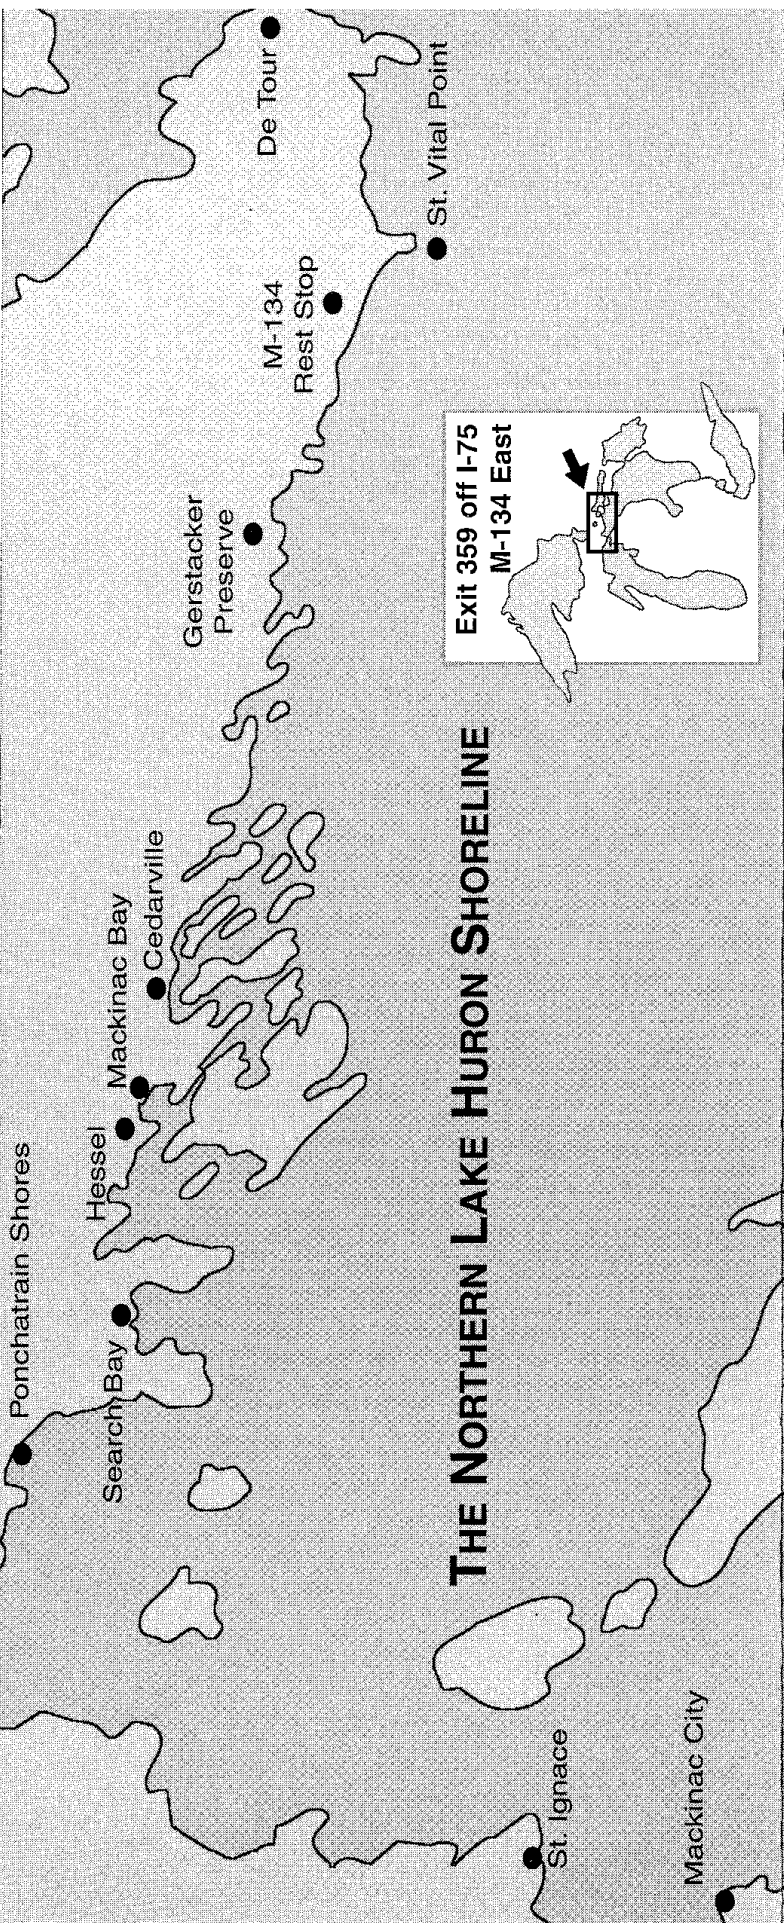 Ponchatrain Shores
Search Bay
Hessel
Mackinac Bay
Cedarville
Gerstacker
Preserve
M-134
Rest Stop
De Tour
St. Vital Point
St. Ignace
Mackinac City
THE NORTHERN LAKE HURON SHORELINE
Exit 359 off I-75
M-134 East